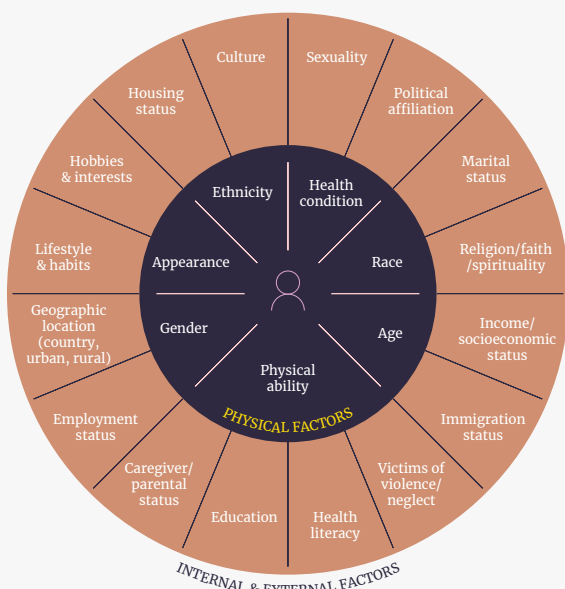 Culture
Sexuality
Political
affiliation
Marital
status
Religion/faith
/spirituality
Income/
socioeconomic
status
Immigration
status
Victims of
violence/
neglect
Health
literacy
Education
Caregiver/
parental
status
Employment
status
Geographic
location
(country,
urban, rural)
Lifestyle
& habits
Hobbies
& interests
Housing
status
Ethnicity
Health
condition
Race
Age
Physical
ability
Gender
Appearance
PHYSICAL FACTORS
INTERNAL & EXTERNAL FACTORS